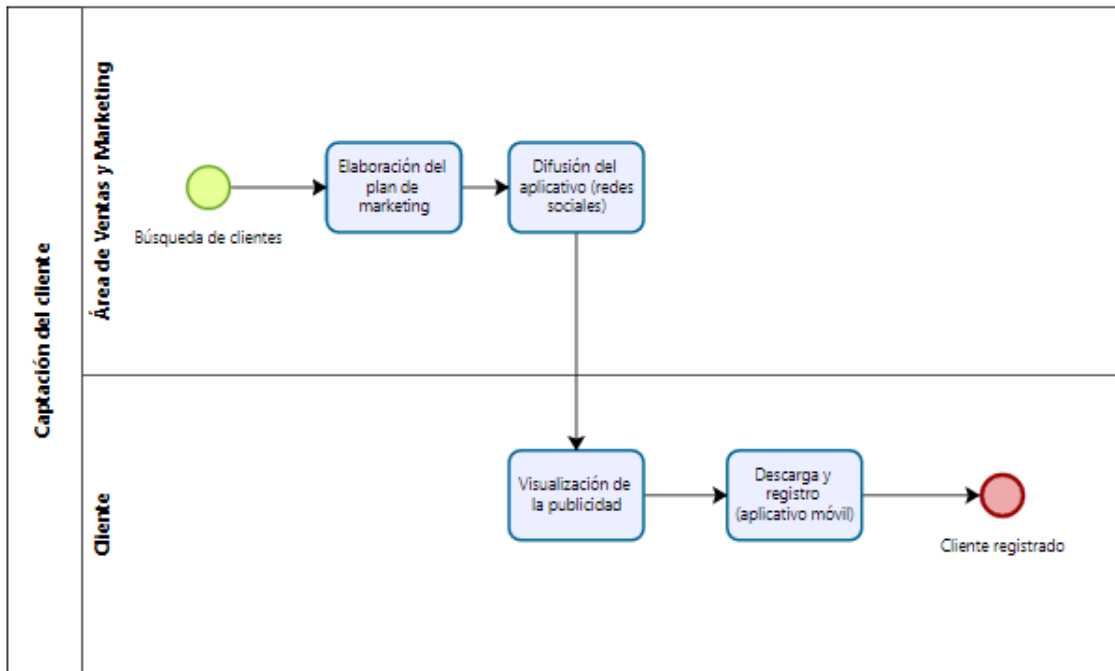 Captación del cliente
Área de Ventas y Marketing
Búsqueda de clientes
Elaboración del
plan de
marketing
Difusión del
aplicativo (redes
sociales)
Cliente
Visualización de
la publicidad
Descarga y
registro
(aplicativo móvil)
Cliente registrado